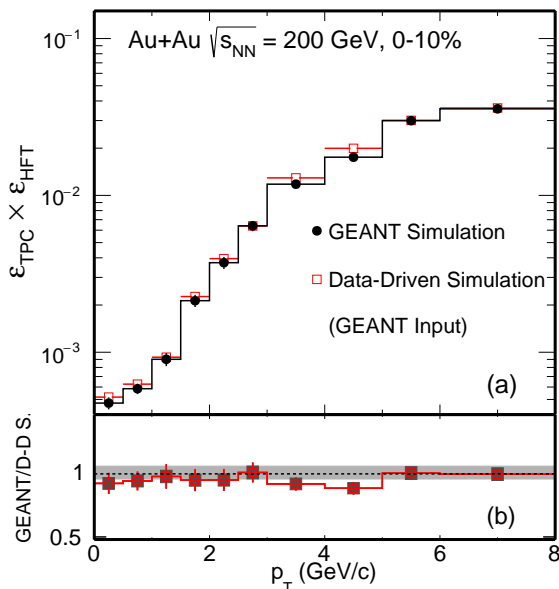 Au+Au √s_NN = 200 GeV, 0-10%
10⁻¹
10⁻²
10⁻³
ε_TPC × ε_HFT
GEANT Simulation
Data-Driven Simulation
(GEANT Input)
(a)
GEANT/D-D S.
1
0.5
(b)
0 2 4 6 8
p_T (GeV/c)